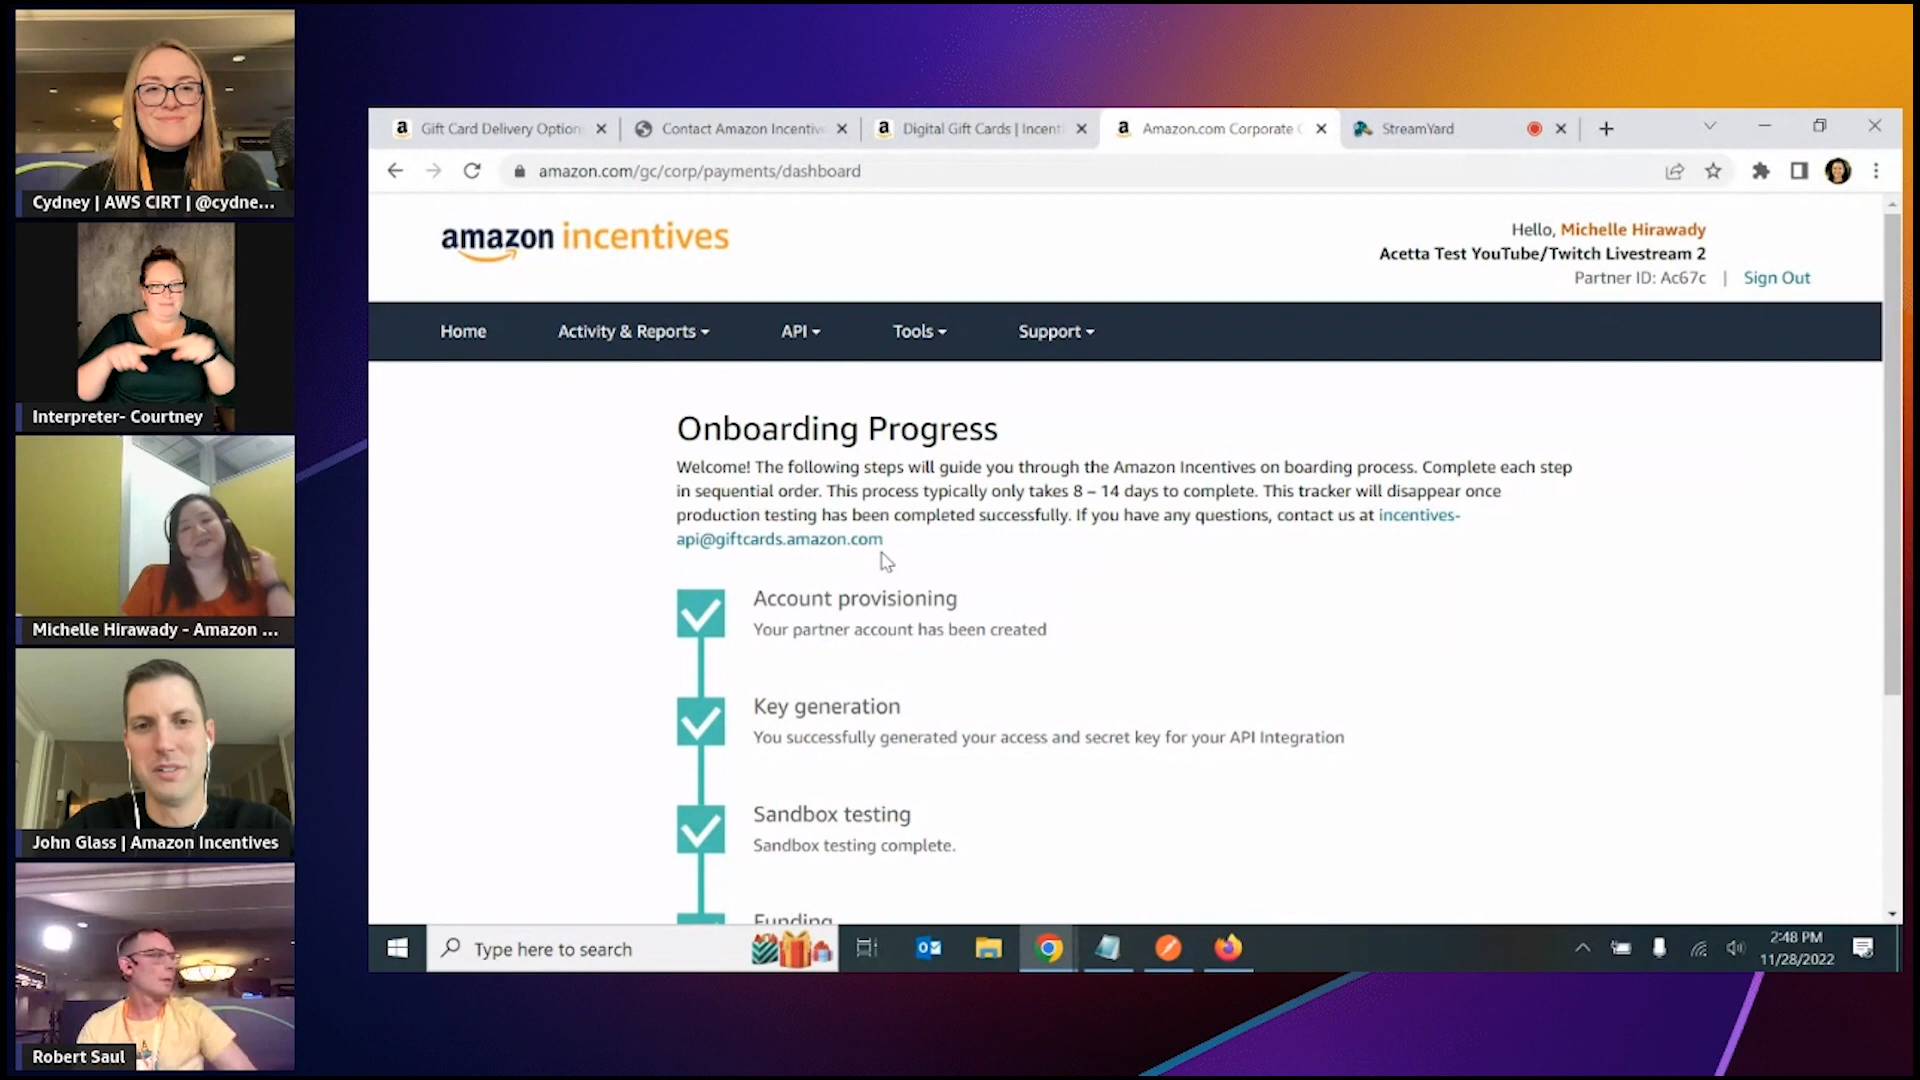 Cydney | AWS CIRT | @cydne...
Interpreter- Courtney
Michelle Hirawady - Amazon ...
John Glass | Amazon Incentives
Robert Saul
Gift Card Delivery Option
Contact Amazon Incentiv
Digital Gift Cards | Incent
Amazon.com Corporate
StreamYard
amazon.com/gc/corp/payments/dashboard
amazon incentives
Hello, Michelle Hirawady
Acetta Test YouTube/Twitch Livestream 2
Partner ID: Ac67c | Sign Out
Home Activity & Reports API Tools Support
Onboarding Progress
Welcome! The following steps will guide you through the Amazon Incentives on boarding process. Complete each step
in sequential order. This process typically only takes 8 – 14 days to complete. This tracker will disappear once
production testing has been completed successfully. If you have any questions, contact us at incentives-
api@giftcards.amazon.com
Account provisioning
Your partner account has been created
Key generation
You successfully generated your access and secret key for your API Integration
Sandbox testing
Sandbox testing complete.
Funding
Type here to search
2:48 PM
11/28/2022